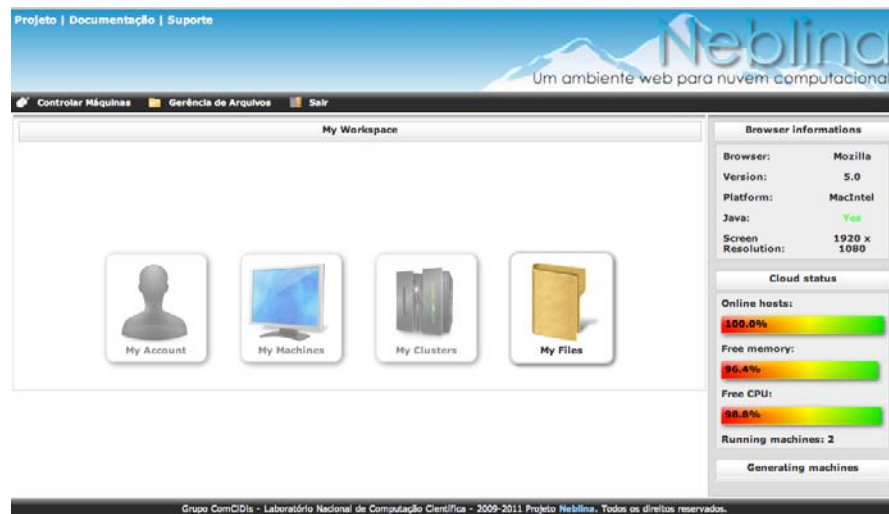 Projeto | Documentação | Suporte
Neblina
Um ambiente web para nuvem computacional
Controlar Máquinas Gerência de Arquivos Sair
My Workspace
My Account My Machines My Clusters My Files
Browser informations
Browser: Mozilla
Version: 5.0
Platform: MacIntel
Java: Yes
Screen Resolution: 1920 x 1080
Cloud status
Online hosts:
100.0%
Free memory:
96.4%
Free CPU:
98.8%
Running machines: 2
Generating machines
Grupo ComCiDis - Laboratório Nacional de Computação Científica - 2009-2011 Projeto Neblina. Todos os direitos reservados.